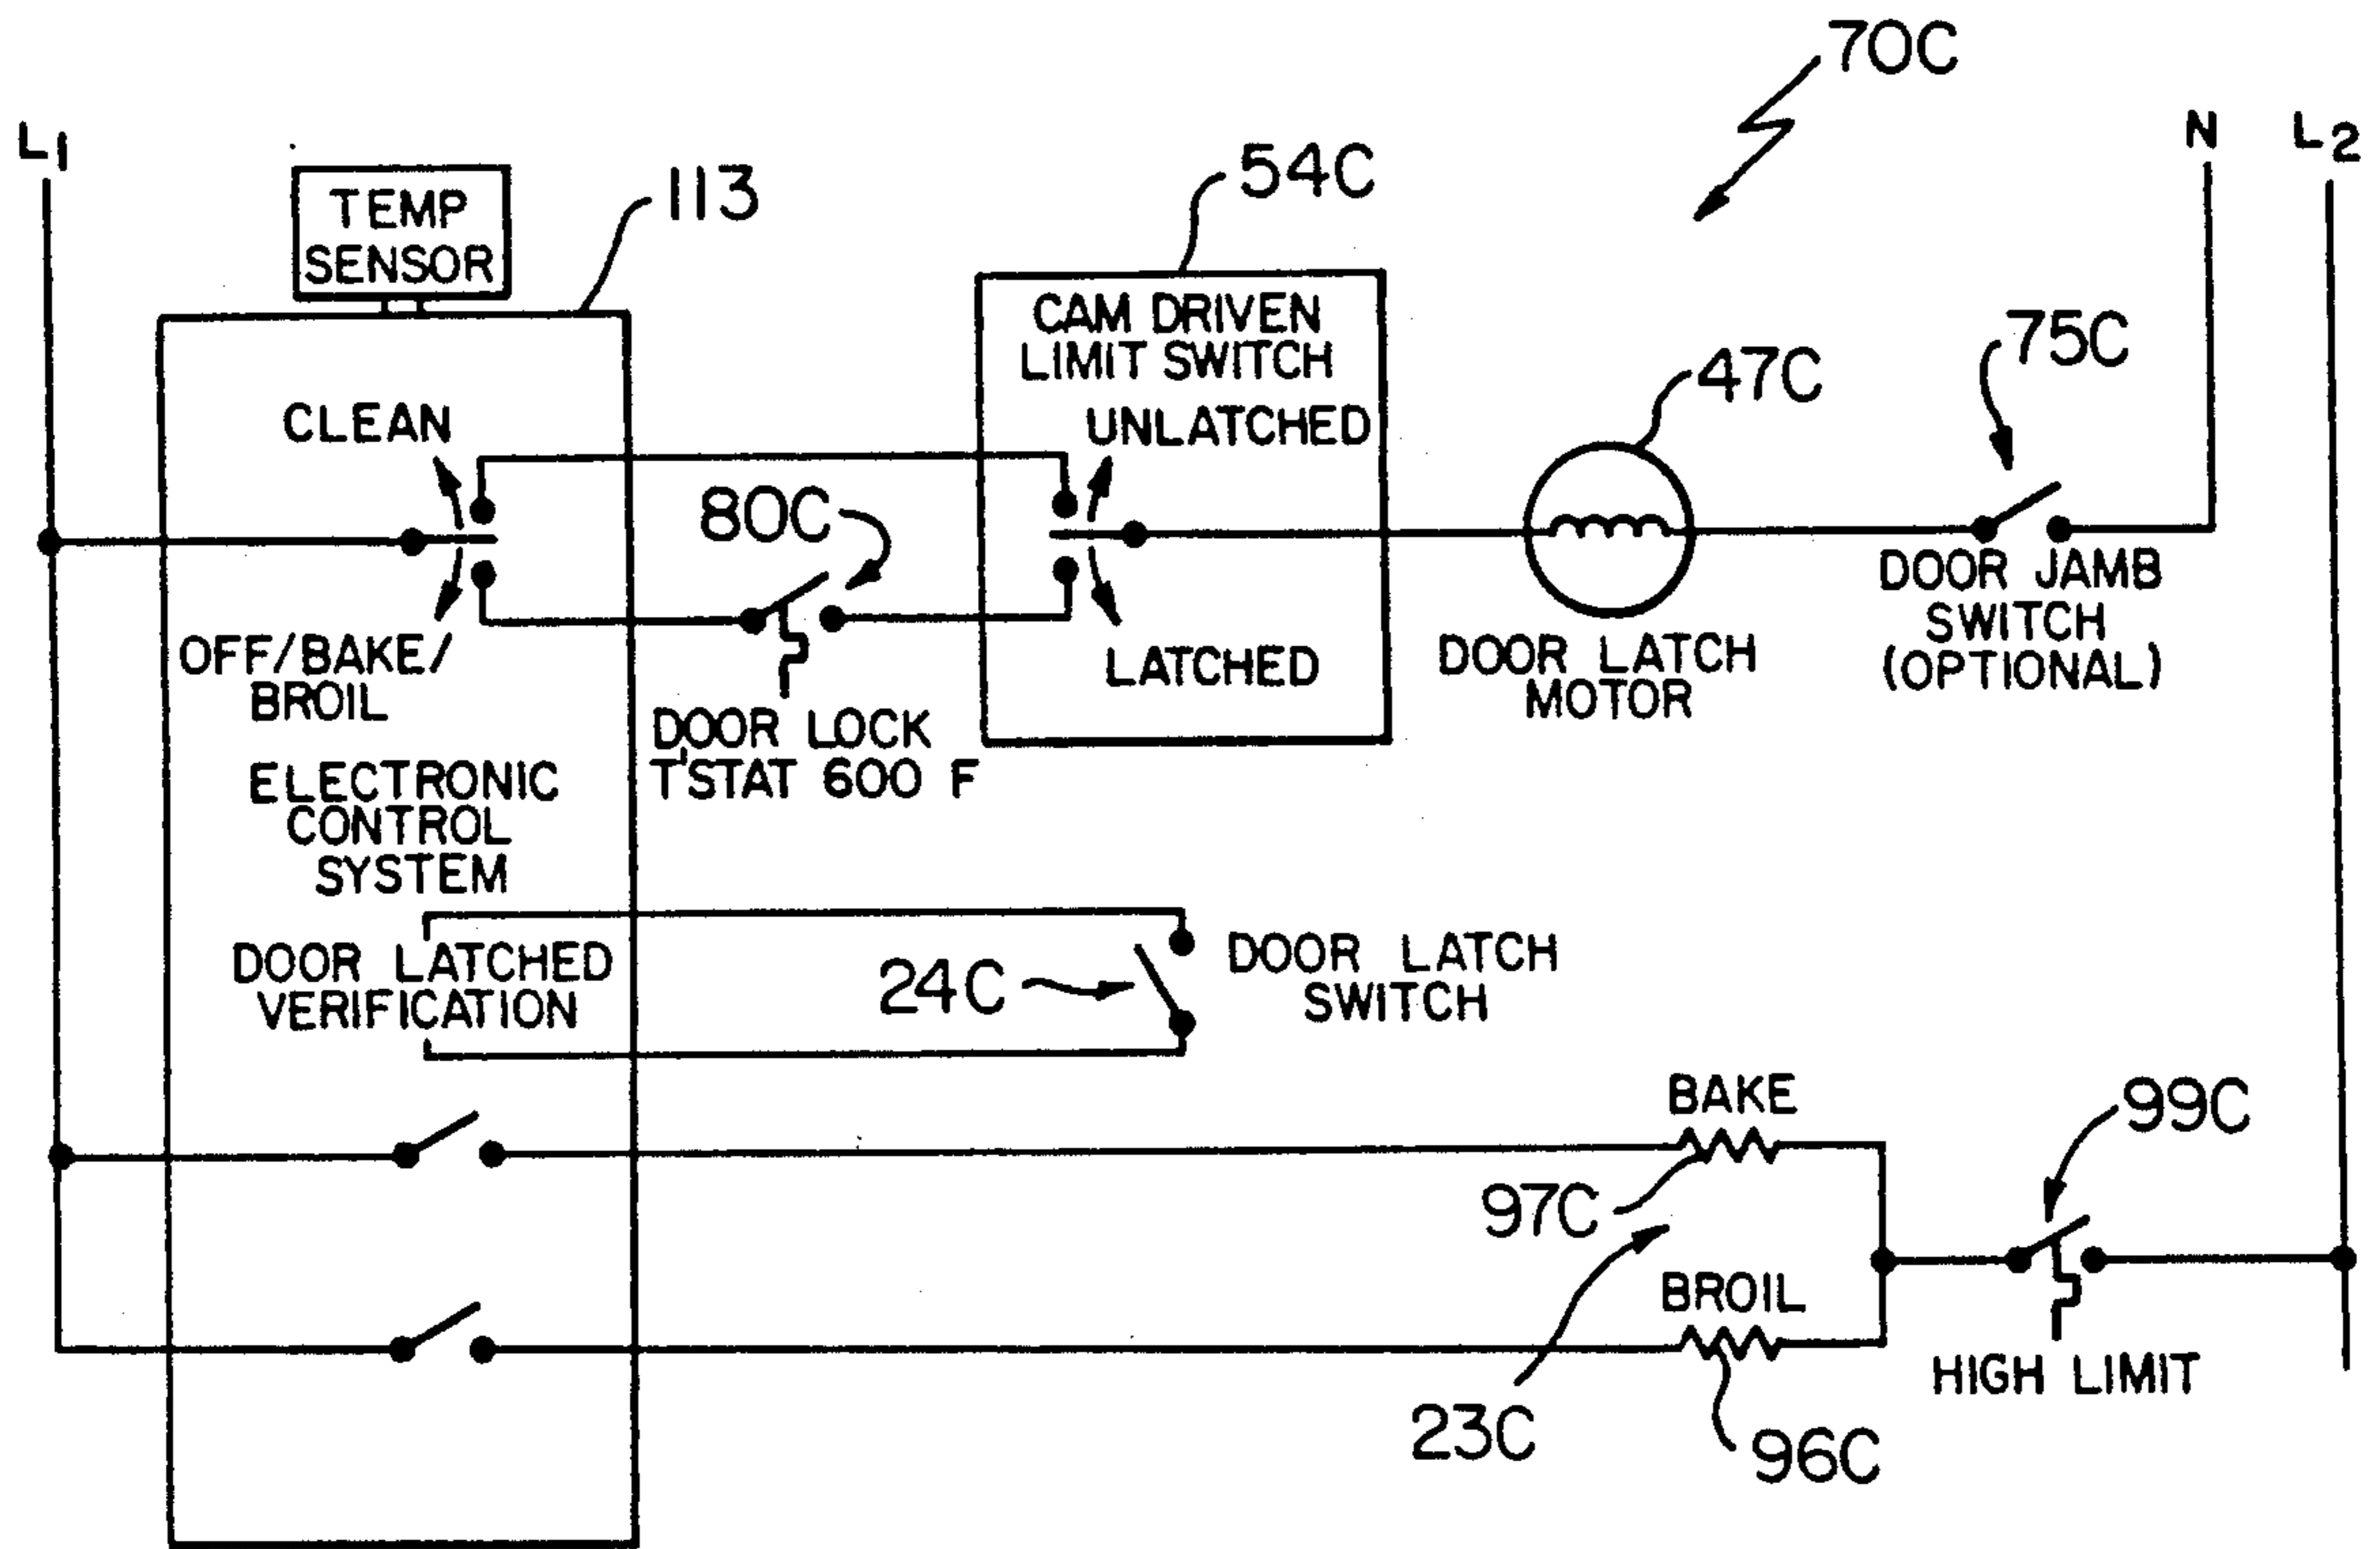 70C
L1
N
L2
TEMP
SENSOR
113
54C
CAM DRIVEN
LIMIT SWITCH
75C
47C
CLEAN
UNLATCHED
80C
DOOR JAMB
SWITCH
(OPTIONAL)
OFF/BAKE/
BROIL
LATCHED
DOOR LATCH
MOTOR
DOOR LOCK
T'STAT 600 F
ELECTRONIC
CONTROL
SYSTEM
DOOR LATCHED
VERIFICATION
24C
DOOR LATCH
SWITCH
BAKE
99C
97C
BROIL
HIGH LIMIT
23C
96C